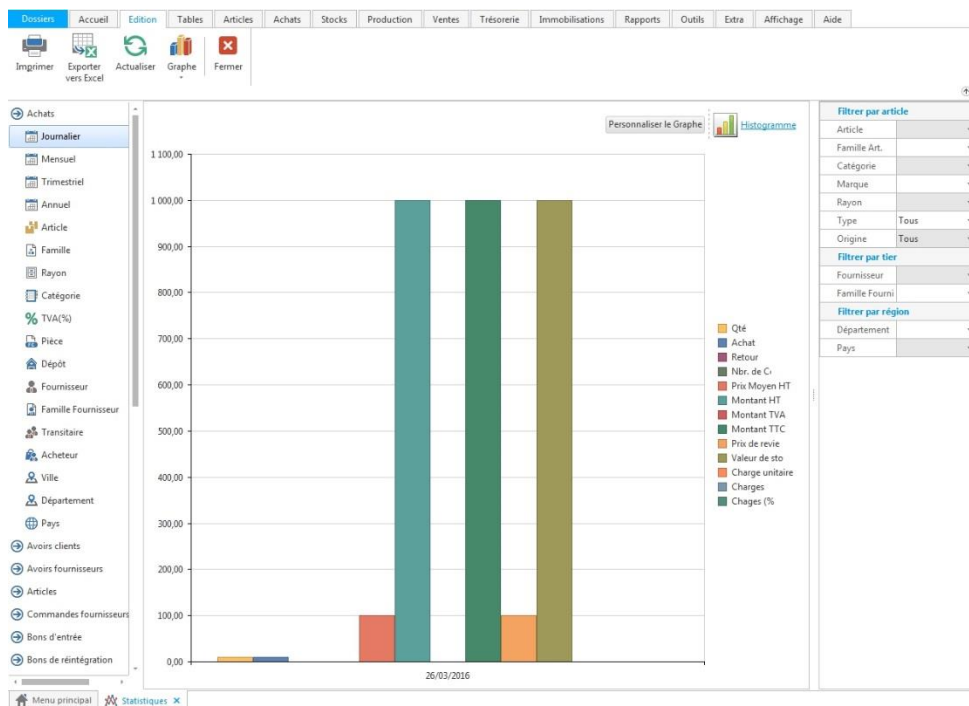 Dossiers Accueil Edition Tables Articles Achats Stocks Production Ventes Trésorerie Immobilisations Rapports Outils Extra Affichage Aide
Imprimer Exporter vers Excel Actualiser Graphe Fermer
Achats
Journalier
Mensuel
Trimestriel
Annuel
Article
Famille
Rayon
Catégorie
TVA(%)
Pièce
Dépôt
Fournisseur
Famille Fournisseur
Transitaire
Acheteur
Ville
Département
Pays
Avoirs clients
Avoirs fournisseurs
Articles
Commandes fournisseurs
Bons d'entrée
Bons de réintégration
Personnaliser le Graphe Histogramme
1 100,00
1 000,00
900,00
800,00
700,00
600,00
500,00
400,00
300,00
200,00
100,00
0,00
26/03/2016
Qté
Achat
Retour
Nbr. de C
Prix Moyen HT
Montant HT
Montant TVA
Montant TTC
Prix de revie
Valeur de sto
Charge unitaire
Charges
Chages (%
Filtrer par article
Article
Famille Art.
Catégorie
Marque
Rayon
Type Tous
Origine Tous
Filtrer par tier
Fournisseur
Famille Fourni
Filtrer par région
Département
Pays
Menu principal Statistiques ×